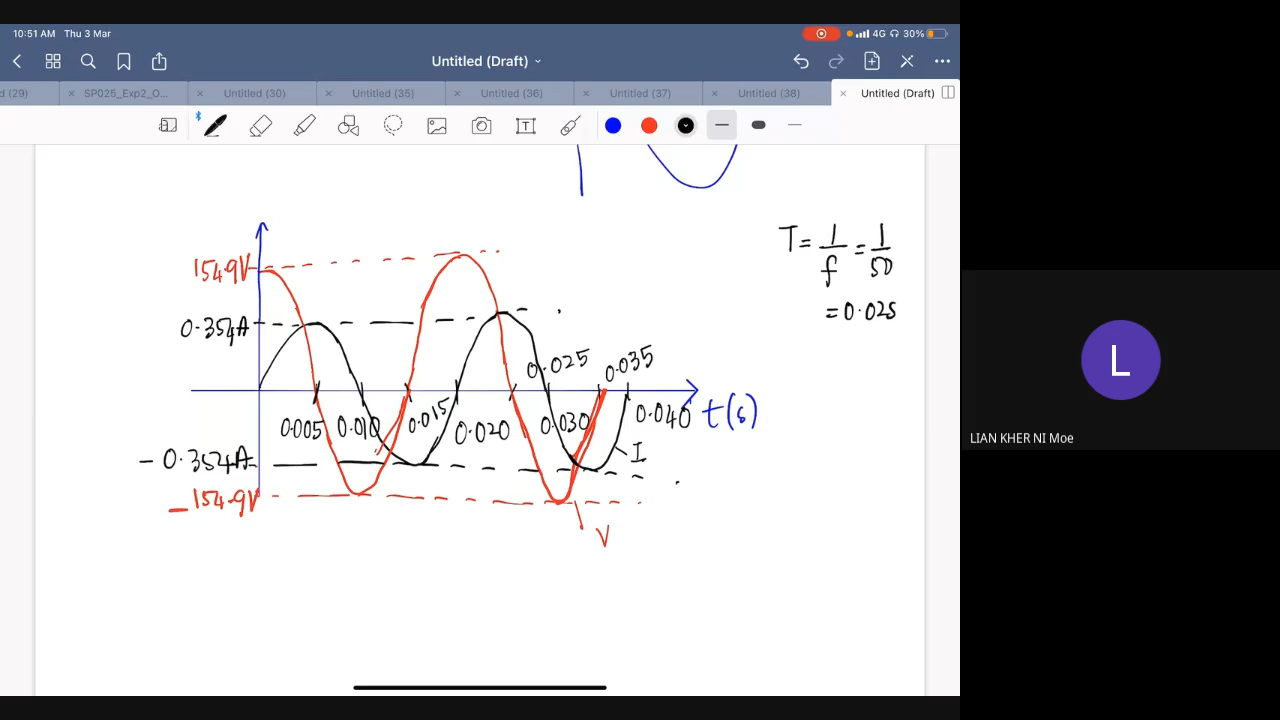 10:51 AM Thu 3 Mar
4G 30%
Untitled (Draft)
d (29)
SP025_Exp2_O...
Untitled (30)
Untitled (35)
Untitled (36)
Untitled (37)
Untitled (38)
Untitled (Draft)
T
154.9V
0.354A
-0.354A
-154.9V
0.005
0.010
0.015
0.020
0.025
0.030
0.035
0.040
t(s)
I
V
T = 1/f = 1/50
= 0.02s
L
LIAN KHER NI Moe